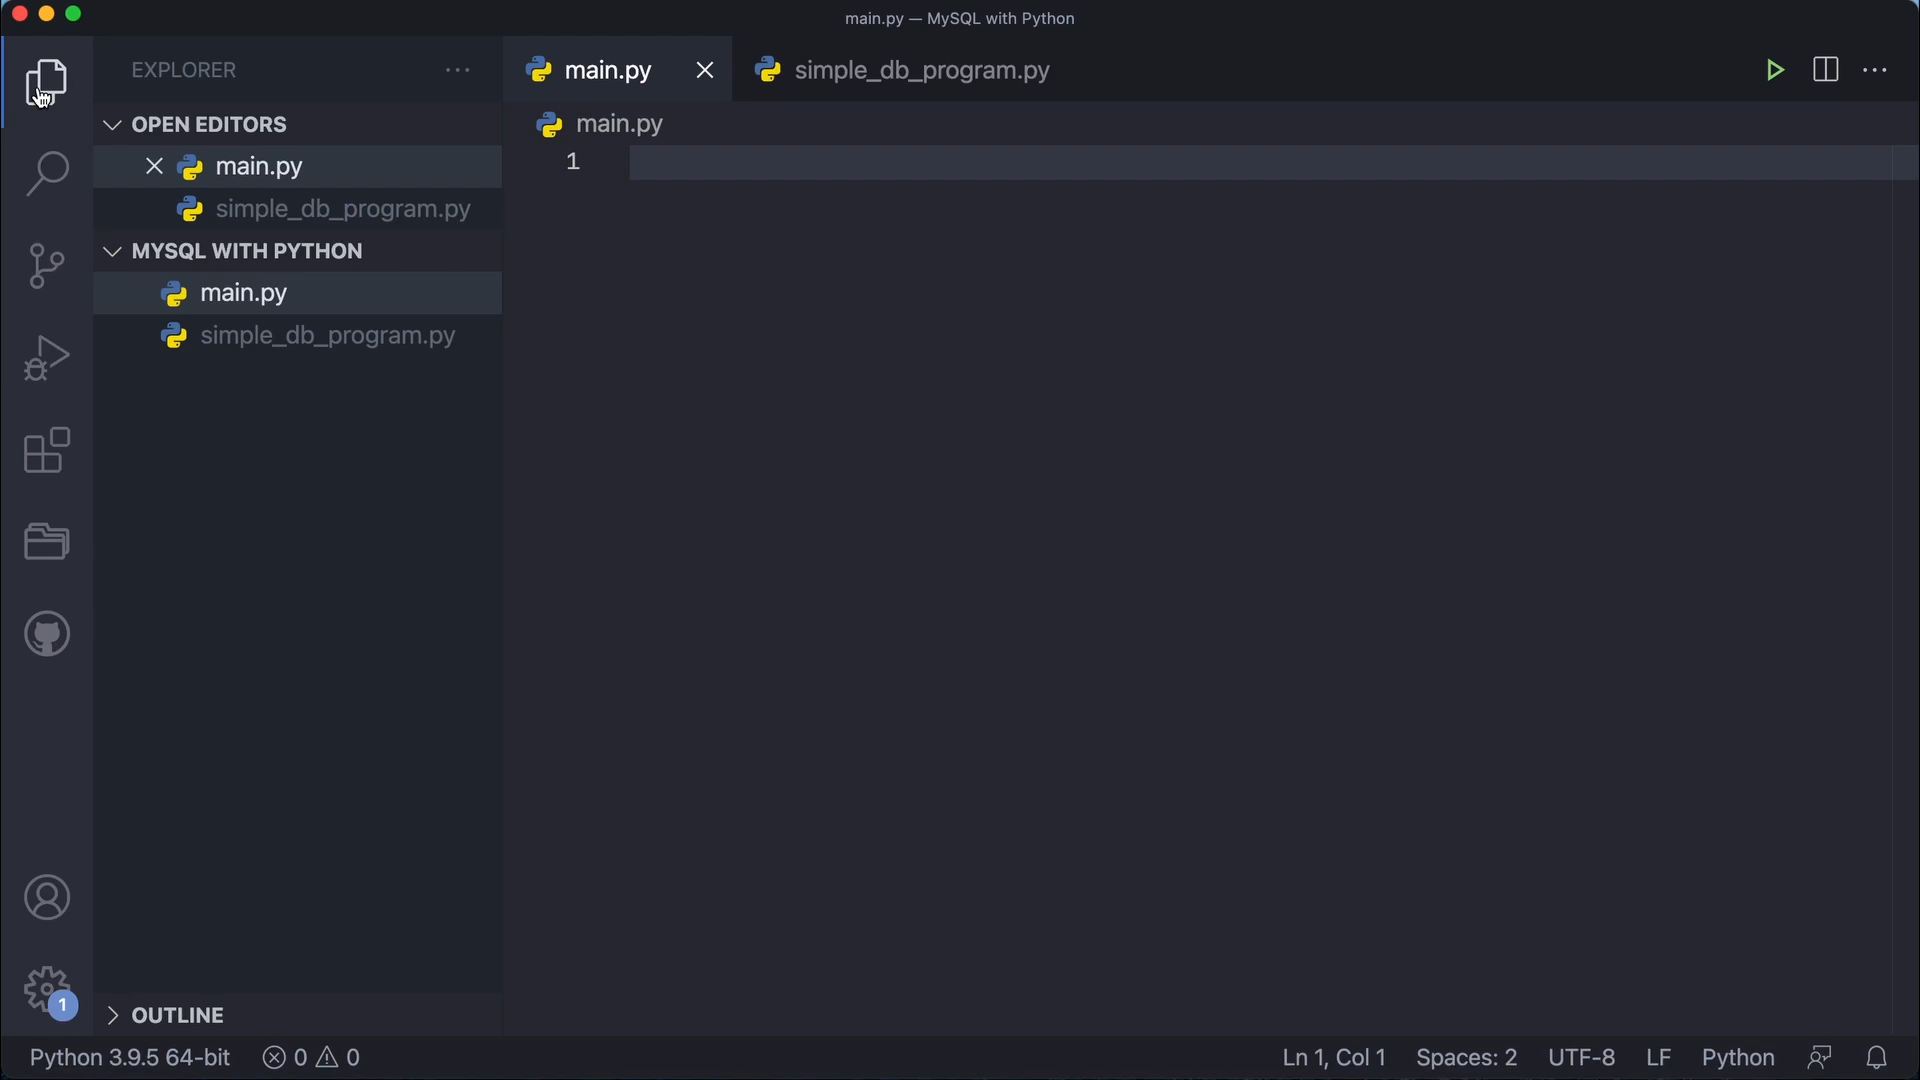 main.py — MySQL with Python
EXPLORER
main.py
simple_db_program.py
OPEN EDITORS
main.py
simple_db_program.py
MYSQL WITH PYTHON
main.py
simple_db_program.py
main.py
1
1
OUTLINE
Python 3.9.5 64-bit
0
0
Ln 1, Col 1
Spaces: 2
UTF-8
LF
Python